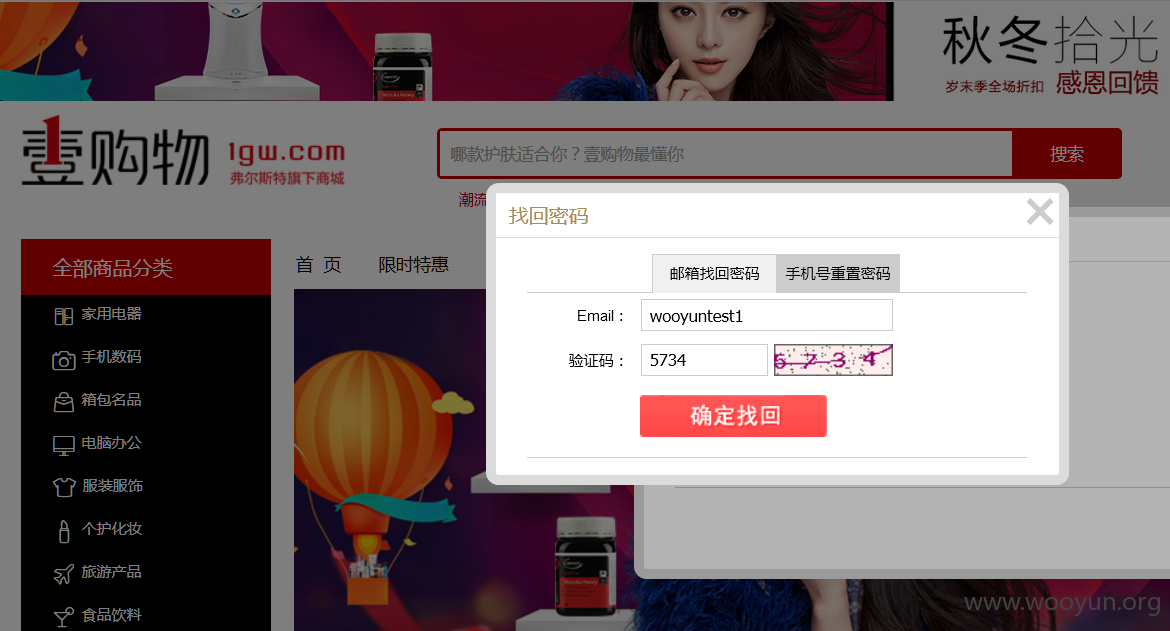 秋冬拾光
岁末季全场折扣 感恩回馈
壹购物 1gw.com
弗尔斯特旗下商城
哪款护肤适合你？壹购物最懂你
搜索
潮流
找回密码
全部商品分类
首 页
限时特惠
邮箱找回密码
手机号重置密码
Email：
wooyuntest1
验证码：
5734
5 7 3 4
确定找回
家用电器
手机数码
箱包名品
电脑办公
服装服饰
个护化妆
旅游产品
食品饮料
www.wooyun.org